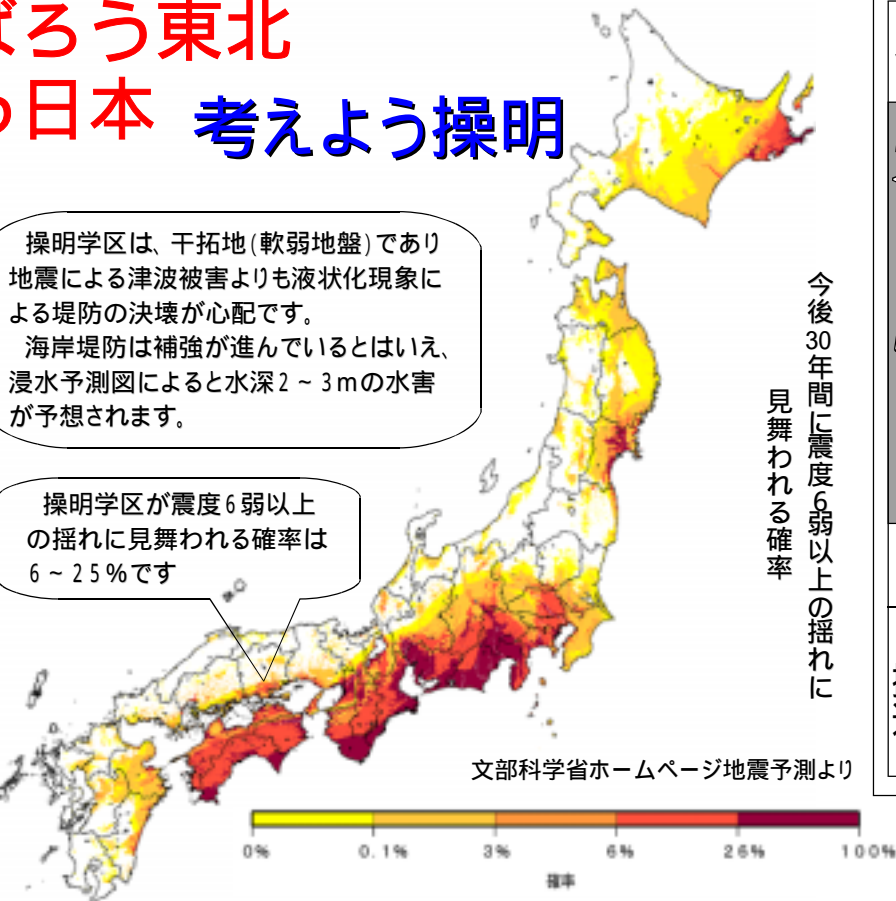 ばろう東北
る日本
考えよう操明
操明学区は、干拓地(軟弱地盤)であり
地震による津波被害よりも液状化現象に
よる堤防の決壊が心配です。
海岸堤防は補強が進んでいるとはいえ、
浸水予測図によると水深2~3mの水害
が予想されます。
操明学区が震度6弱以上
の揺れに見舞われる確率は
6~25%です
今後30年間に震度6弱以上の揺れに
見舞われる確率
文部科学省ホームページ地震予測より
0% 0.1% 3% 6% 26% 100%
確率